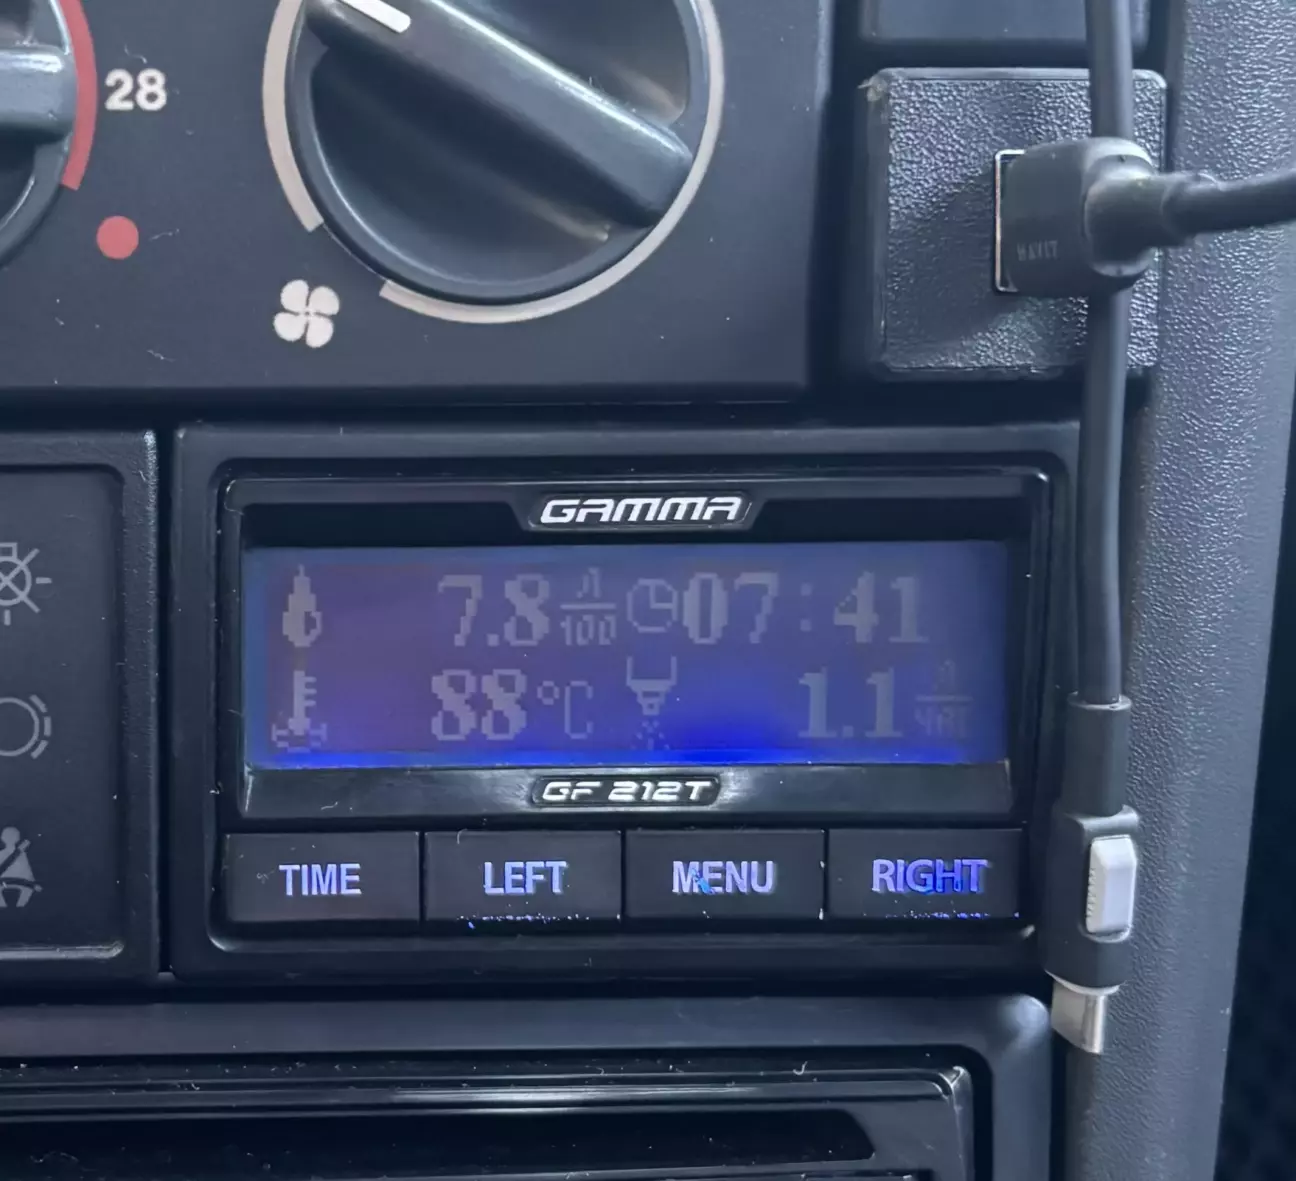 28
GAMMA
7.8 л/100 07:41
88 °C 1.1 л/час
GF 212T
TIME LEFT MENU RIGHT